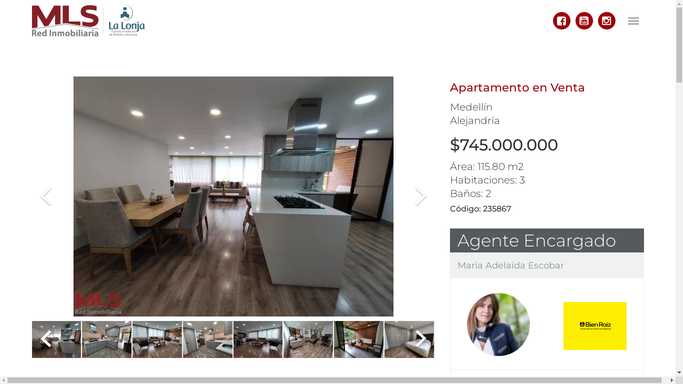 MLS
Red Inmobiliaria
La Lonja
Apartamento en Venta
Medellín
Alejandría
$745.000.000
Área: 115.80 m2
Habitaciones: 3
Baños: 2
Código: 235867
MLS
Red Inmobiliaria
Agente Encargado
Maria Adelaida Escobar
Bien Raiz